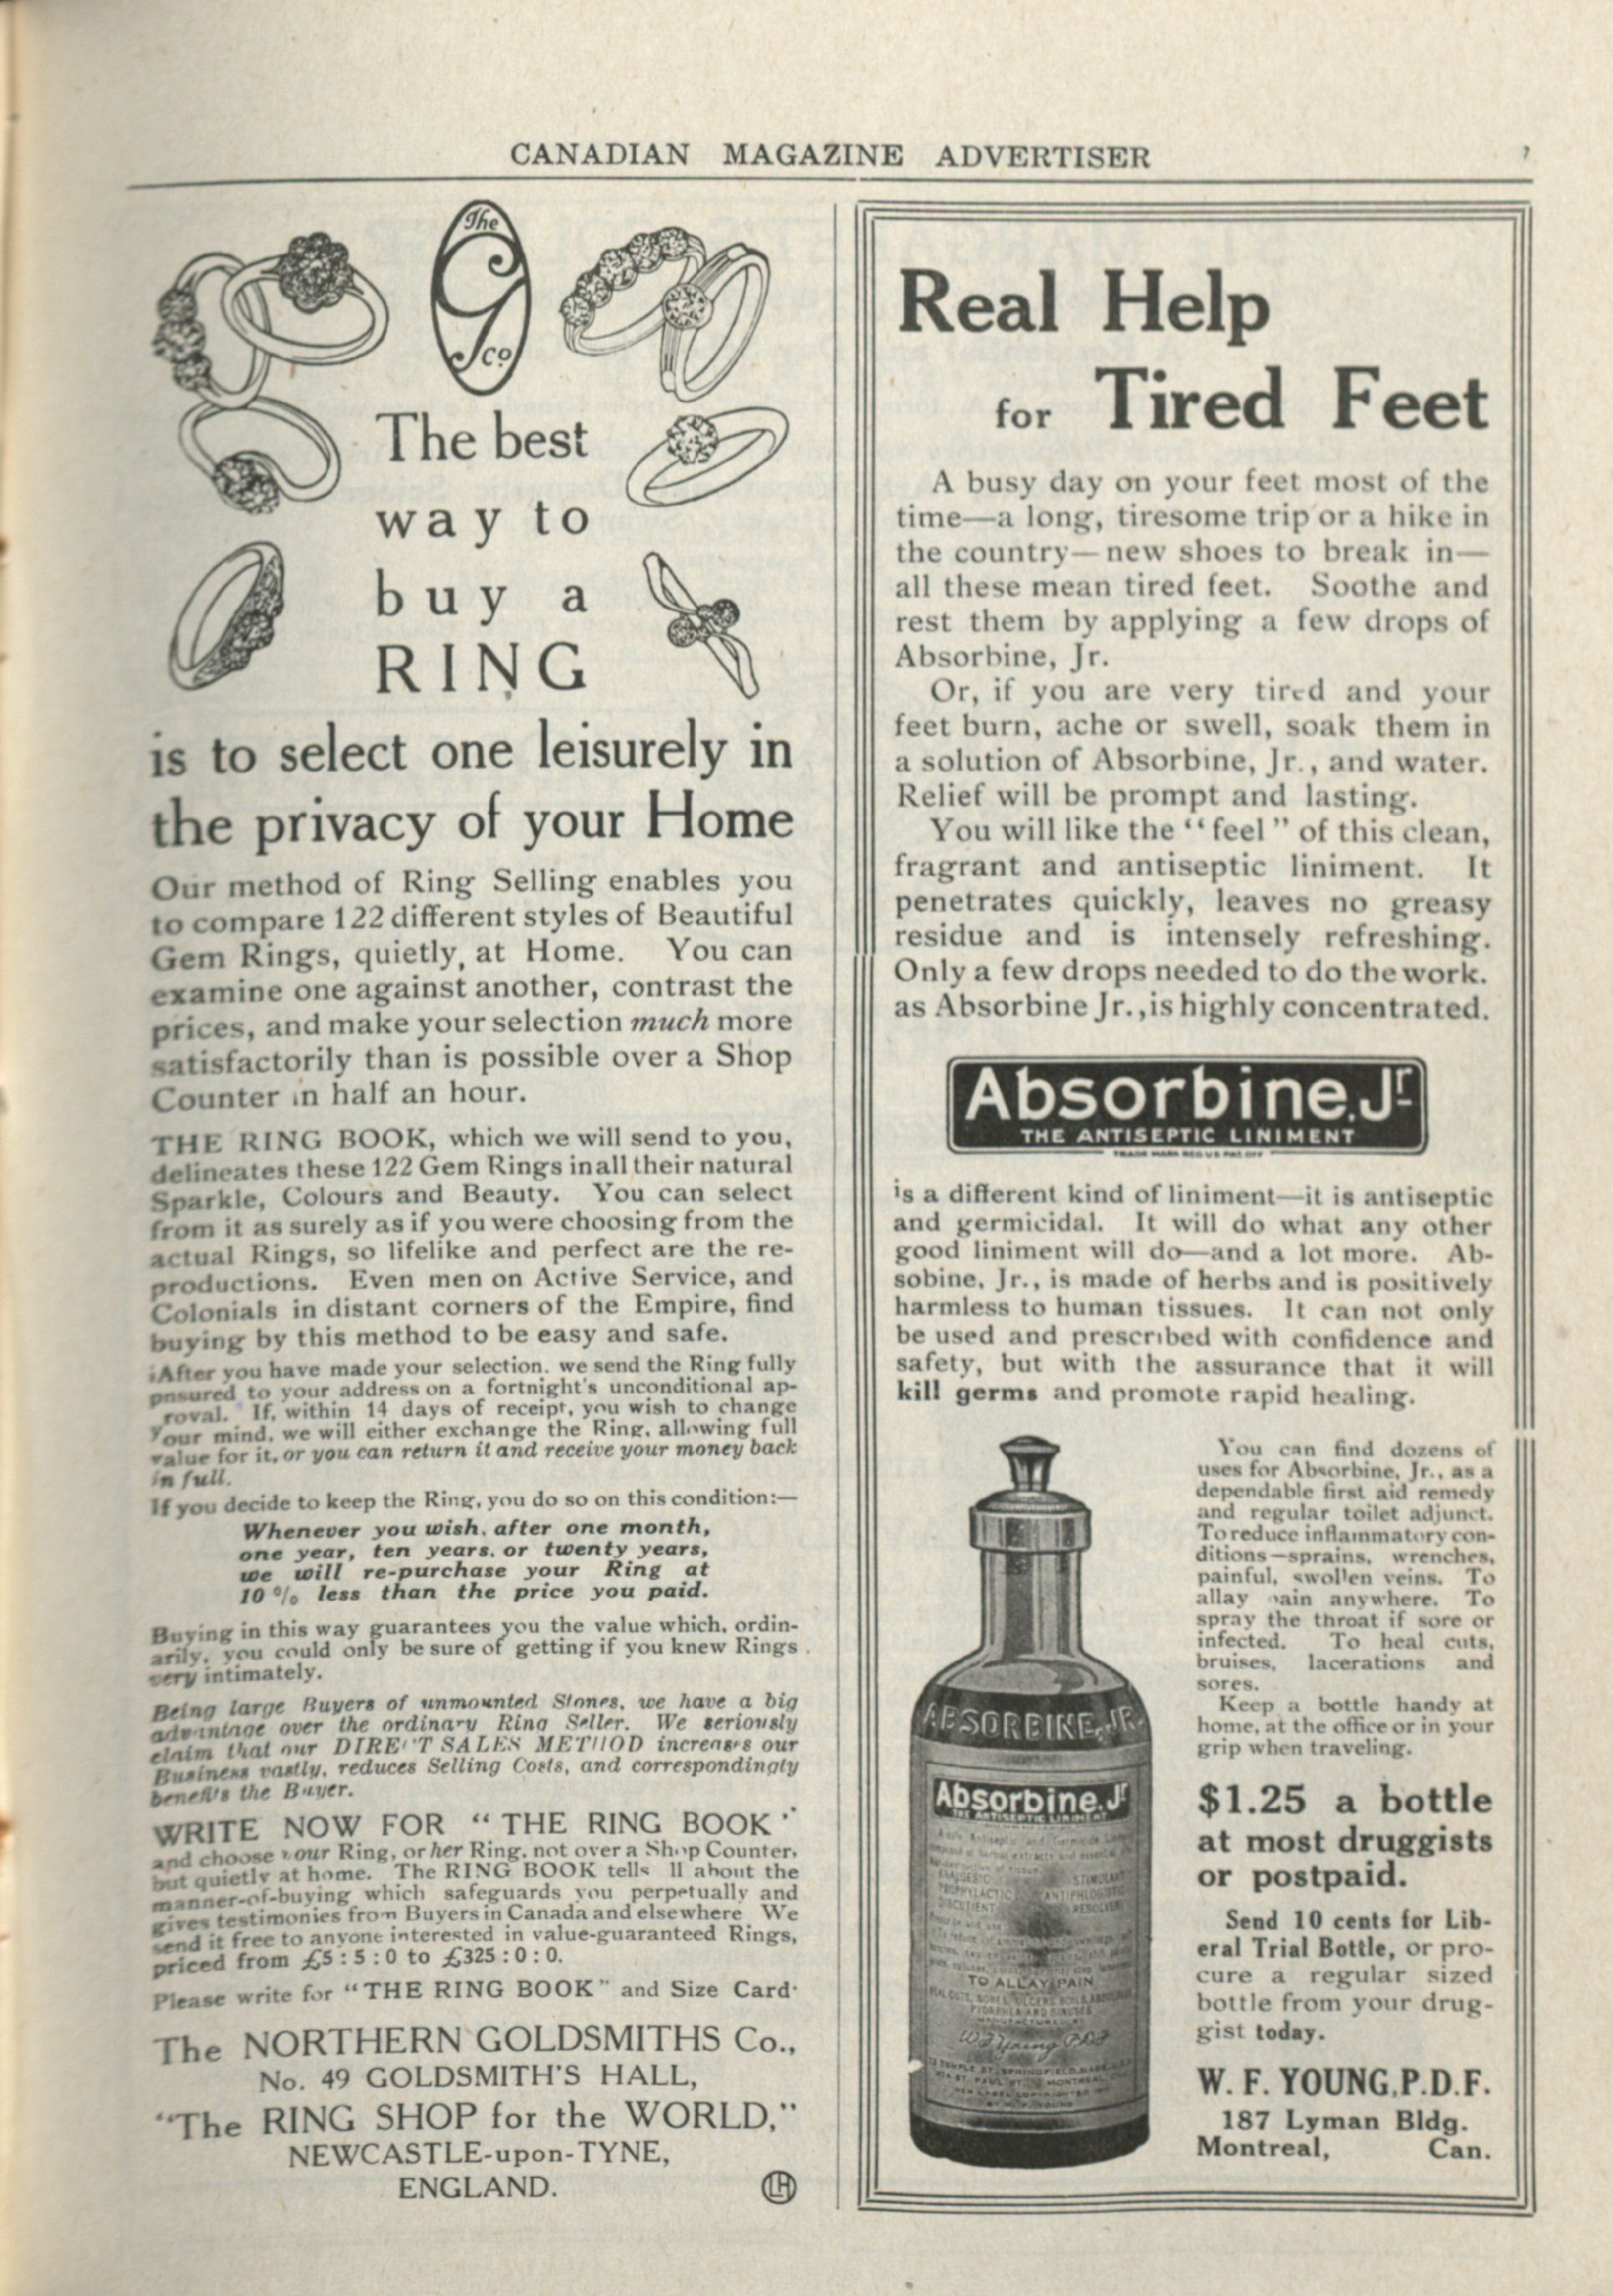 CANADIAN MAGAZINE ADVERTISER
The
G
Co.
The best
way to
buy a
RING
is to select one leisurely in
the privacy of your Home
Our method of Ring Selling enables you
to compare 122 different styles of Beautiful
Gem Rings, quietly, at Home. You can
examine one against another, contrast the
prices, and make your selection much more
satisfactorily than is possible over a Shop
Counter in half an hour.
THE RING BOOK, which we will send to you,
delineates these 122 Gem Rings in all their natural
Sparkle, Colours and Beauty. You can select
from it as surely as if you were choosing from the
actual Rings, so lifelike and perfect are the re-
productions. Even men on Active Service, and
Colonials in distant corners of the Empire, find
buying by this method to be easy and safe.
iAfter you have made your selection, we send the Ring fully
pnsured to your address on a fortnight's unconditional ap-
roval. If, within 14 days of receipt, you wish to change
Your mind, we will either exchange the Ring, allowing full
value for it, or you can return it and receive your money back
in full.
If you decide to keep the Ring, you do so on this condition:—
Whenever you wish, after one month,
one year, ten years, or twenty years,
we will re-purchase your Ring at
10 % less than the price you paid.
Buying in this way guarantees you the value which, ordin-
arily, you could only be sure of getting if you knew Rings .
very intimately.
Being large Buyers of unmounted Stones, we have a big
advantage over the ordinary Ring Seller. We seriously
claim that our DIRECT SALES METHOD increases our
Business vastly, reduces Selling Costs, and correspondingly
benefits the Buyer.
WRITE NOW FOR "THE RING BOOK"
and choose your Ring, or her Ring, not over a Shop Counter,
but quietly at home. The RING BOOK tells ll about the
manner-of-buying which safeguards you perpetually and
gives testimonies from Buyers in Canada and elsewhere We
send it free to anyone interested in value-guaranteed Rings,
priced from £5 : 5 : 0 to £325 : 0 : 0.
Please write for "THE RING BOOK" and Size Card.
The NORTHERN GOLDSMITHS Co.,
No. 49 GOLDSMITH'S HALL,
"The RING SHOP for the WORLD,"
NEWCASTLE-upon-TYNE,
ENGLAND.
LH
Real Help
for Tired Feet
A busy day on your feet most of the
time—a long, tiresome trip or a hike in
the country—new shoes to break in—
all these mean tired feet. Soothe and
rest them by applying a few drops of
Absorbine, Jr.
Or, if you are very tired and your
feet burn, ache or swell, soak them in
a solution of Absorbine, Jr., and water.
Relief will be prompt and lasting.
You will like the "feel" of this clean,
fragrant and antiseptic liniment. It
penetrates quickly, leaves no greasy
residue and is intensely refreshing.
Only a few drops needed to do the work.
as Absorbine Jr., is highly concentrated.
Absorbine, Jr
THE ANTISEPTIC LINIMENT
TRADE MARK REG. US PAT. OFF
is a different kind of liniment—it is antiseptic
and germicidal. It will do what any other
good liniment will do—and a lot more. Ab-
sobine, Jr., is made of herbs and is positively
harmless to human tissues. It can not only
be used and prescribed with confidence and
safety, but with the assurance that it will
kill germs and promote rapid healing.
You can find dozens of
uses for Absorbine, Jr., as a
dependable first aid remedy
and regular toilet adjunct.
To reduce inflammatory con-
ditions—sprains, wrenches,
painful, swollen veins. To
allay pain anywhere. To
spray the throat if sore or
infected. To heal cuts,
bruises, lacerations and
sores.
Keep a bottle handy at
home, at the office or in your
grip when traveling.
$1.25 a bottle
at most druggists
or postpaid.
Send 10 cents for Lib-
eral Trial Bottle, or pro-
cure a regular sized
bottle from your drug-
gist today.
W. F. YOUNG, P.D.F.
187 Lyman Bldg.
Montreal, Can.
ABSORBINE, JR.
Absorbine, Jr
THE ANTISEPTIC LINIMENT
STIMULANT
PROPHYLACTIC ANTIPHLOGISTIC
DISCUTIENT RESOLVENT
TO ALLAY PAIN
MANUFACTURED BY
W F Young P.D.F